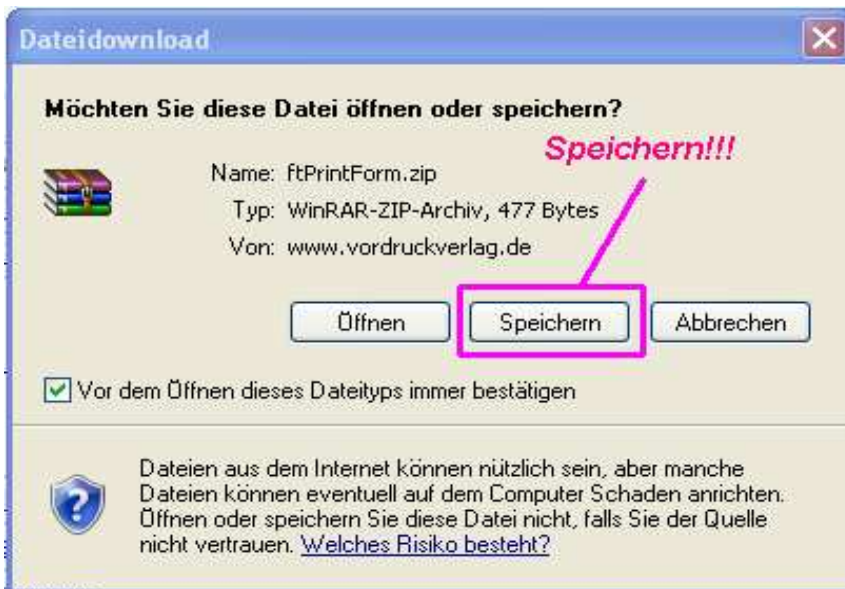 Dateidownload
Möchten Sie diese Datei öffnen oder speichern?
Speichern!!!
Name: ftPrintForm.zip
Typ: WinRAR-ZIP-Archiv, 477 Bytes
Von: www.vordruckverlag.de
Öffnen Speichern Abbrechen
Vor dem Öffnen dieses Dateityps immer bestätigen
Dateien aus dem Internet können nützlich sein, aber manche
Dateien können eventuell auf dem Computer Schaden anrichten.
Öffnen oder speichern Sie diese Datei nicht, falls Sie der Quelle
nicht vertrauen. Welches Risiko besteht?